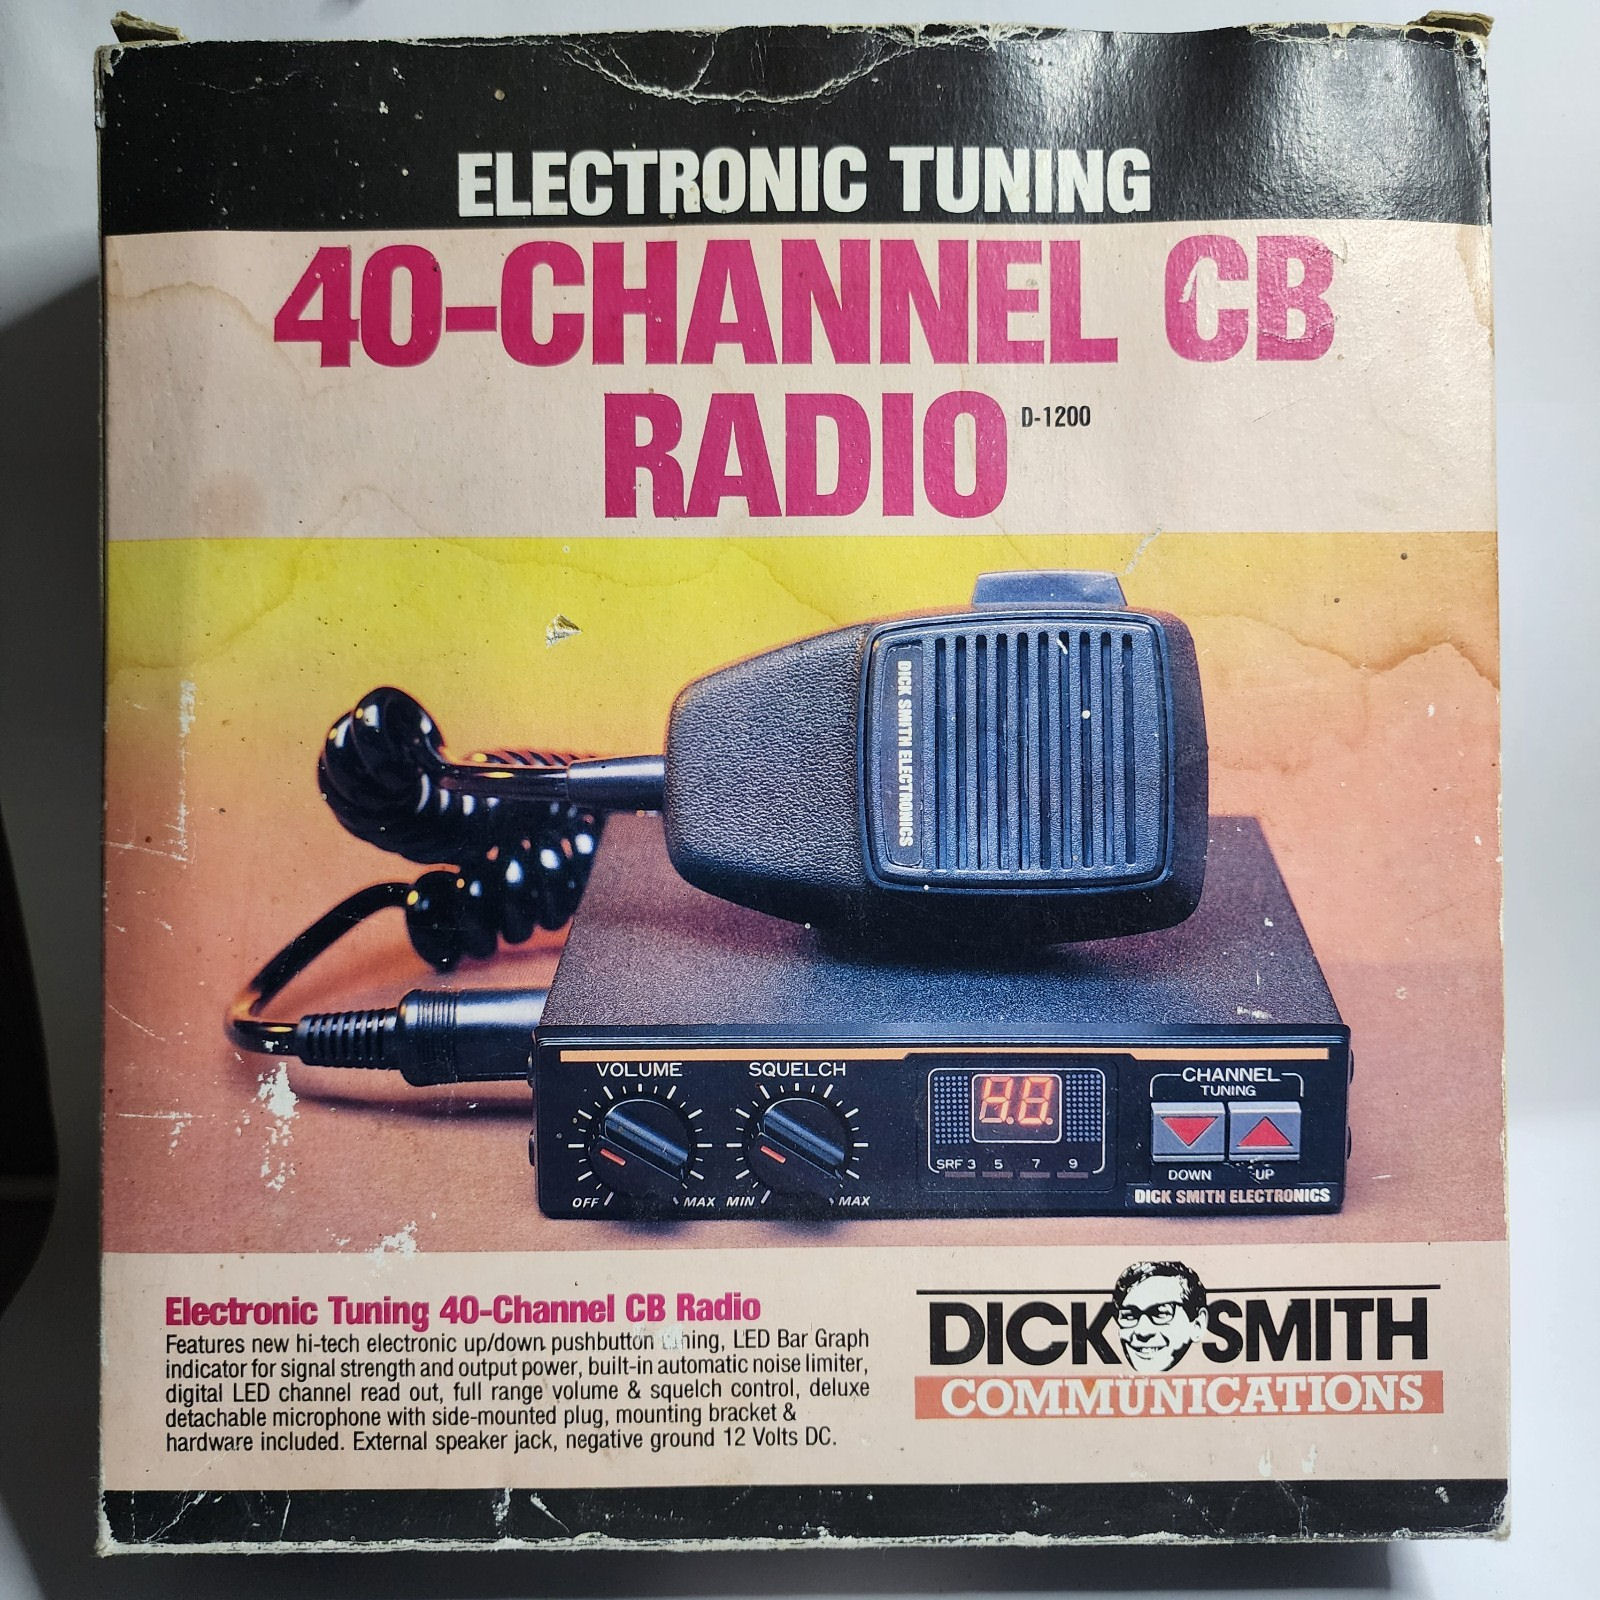 ELECTRONIC TUNING
40-CHANNEL CB
RADIO D-1200
DICK SMITH ELECTRONICS
VOLUME
OFF MAX
SQUELCH
MIN MAX
SRF 3 5 7 9
CHANNEL
TUNING
DOWN UP
DICK SMITH ELECTRONICS
Electronic Tuning 40-Channel CB Radio
Features new hi-tech electronic up/down pushbutton tuning, LED Bar Graph
indicator for signal strength and output power, built-in automatic noise limiter,
digital LED channel read out, full range volume & squelch control, deluxe
detachable microphone with side-mounted plug, mounting bracket &
hardware included. External speaker jack, negative ground 12 Volts DC.
DICK SMITH
COMMUNICATIONS